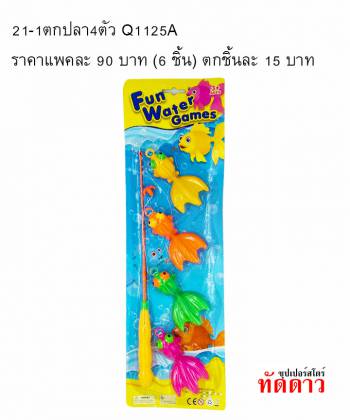 21-1ตกปลา4ตัว Q1125A
ราคาแพคละ 90 บาท (6 ชิ้น) ตกชิ้นละ 15 บาท
Fun
Water
Games
ซุปเปอร์สโตร์
ทัดดาว